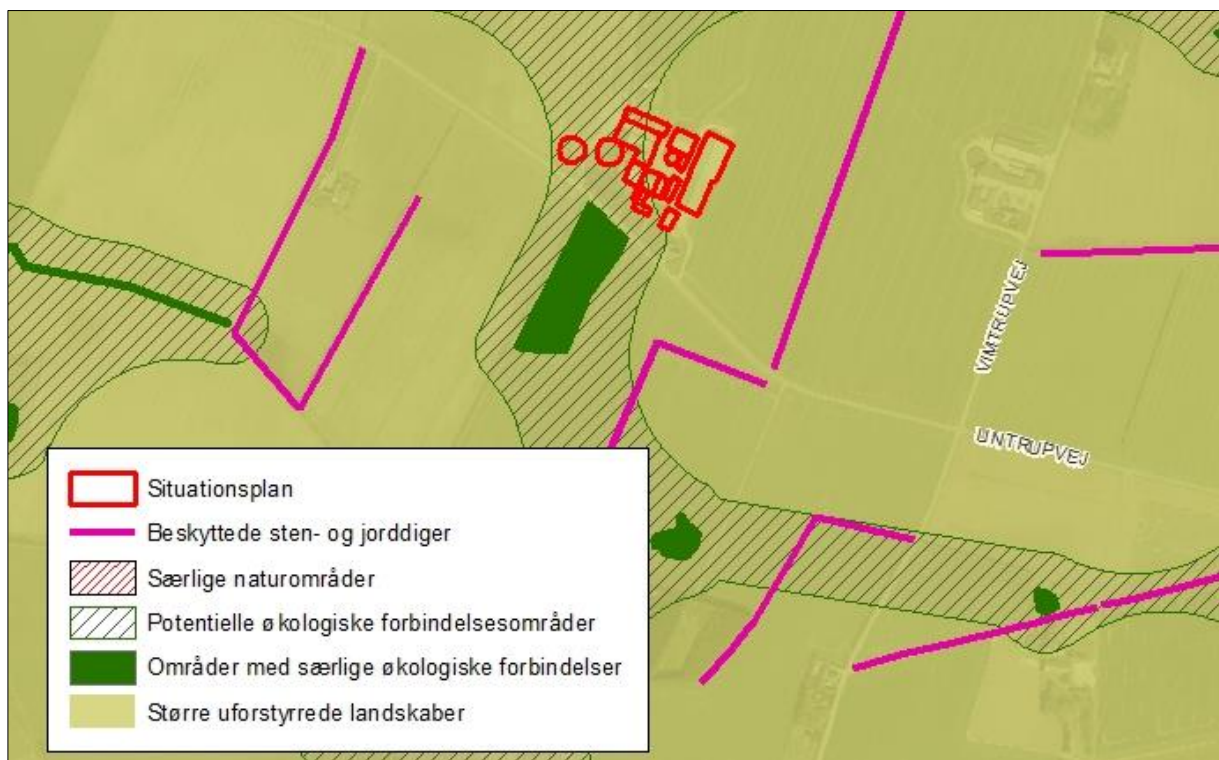 VIMTRUPVEJ
UNTRUPVEJ
Situationsplan
Beskyttede sten- og jorddiger
Særlige naturområder
Potentielle økologiske forbindelsesområder
Områder med særlige økologiske forbindelser
Større uforstyrrede landskaber